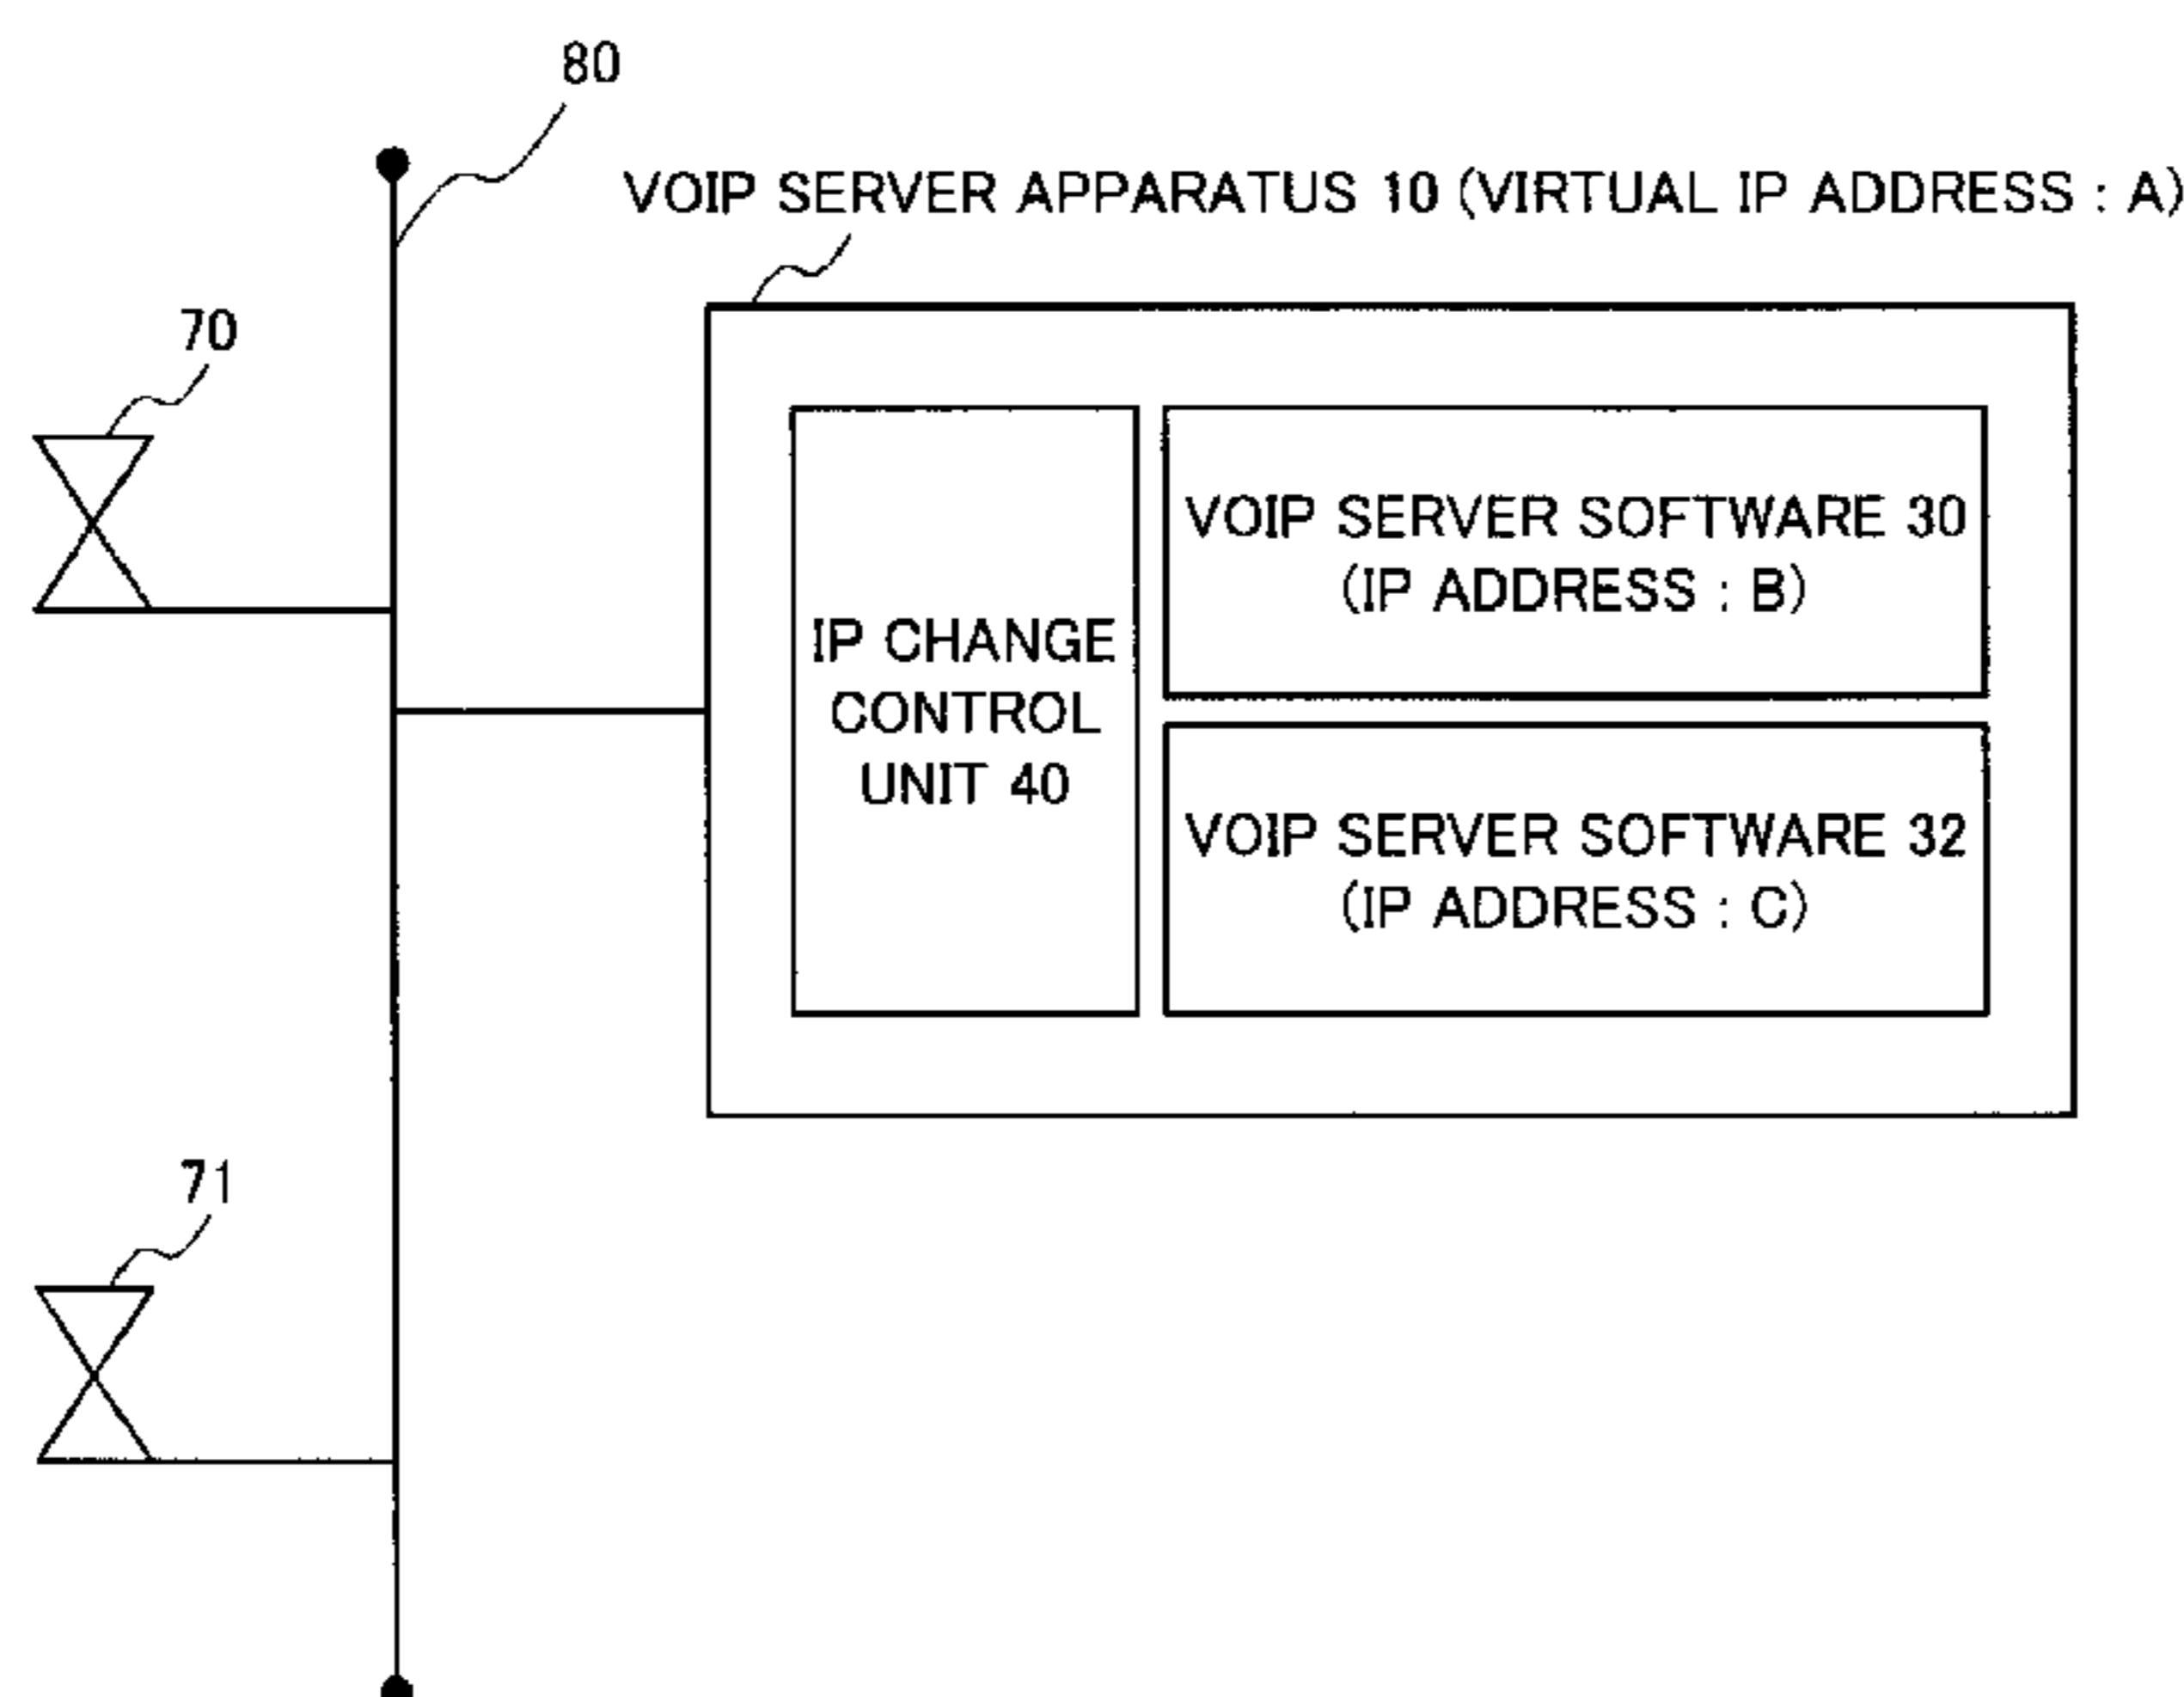 80
VOIP SERVER APPARATUS 10 (VIRTUAL IP ADDRESS : A)
70
VOIP SERVER SOFTWARE 30
(IP ADDRESS : B)
IP CHANGE
CONTROL
UNIT 40
VOIP SERVER SOFTWARE 32
(IP ADDRESS : C)
71